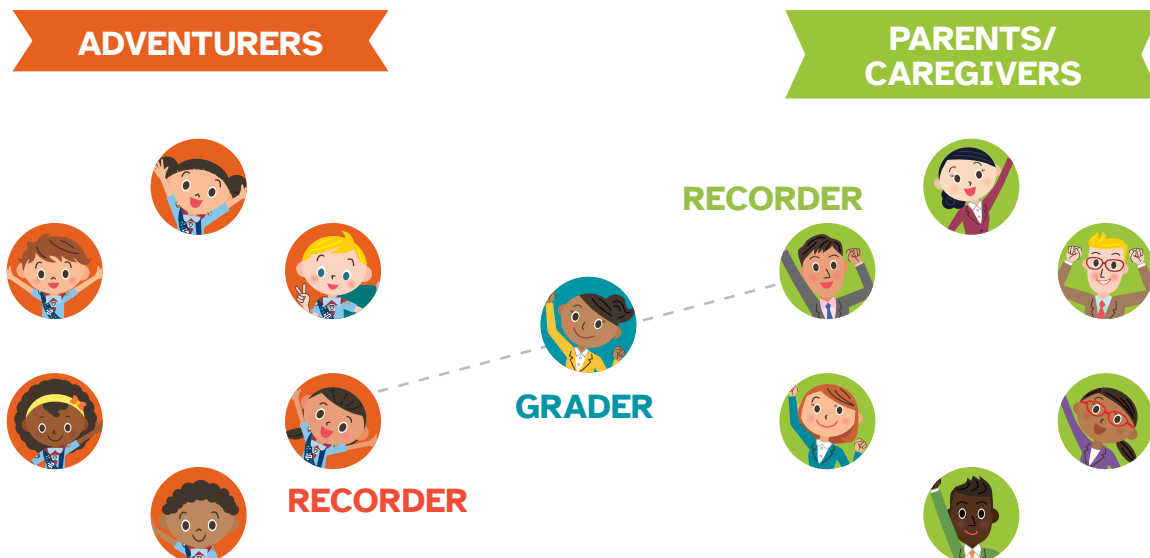 ADVENTURERS
PARENTS/
CAREGIVERS
RECORDER
GRADER
RECORDER